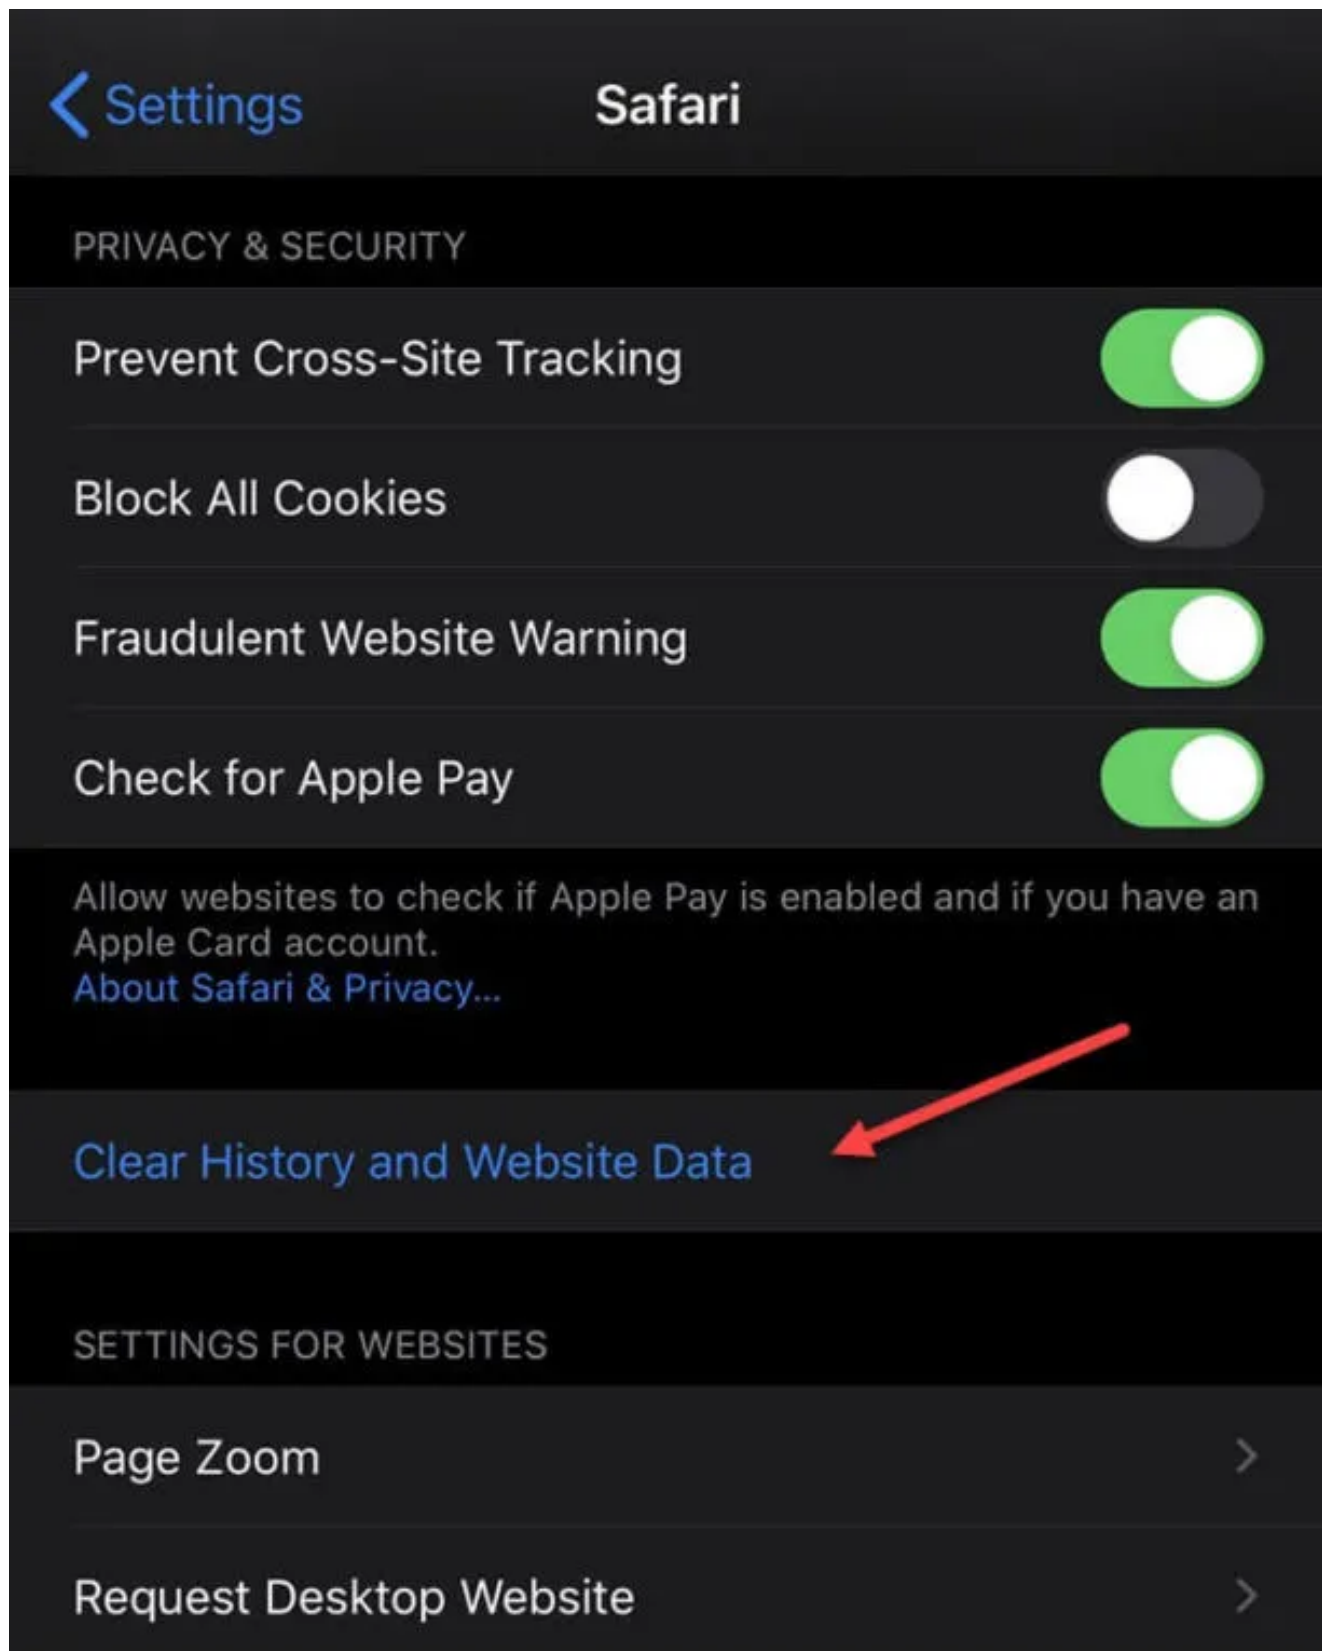 Settings
Safari
PRIVACY & SECURITY
Prevent Cross-Site Tracking
Block All Cookies
Fraudulent Website Warning
Check for Apple Pay
Allow websites to check if Apple Pay is enabled and if you have an
Apple Card account.
About Safari & Privacy...
Clear History and Website Data
SETTINGS FOR WEBSITES
Page Zoom
Request Desktop Website